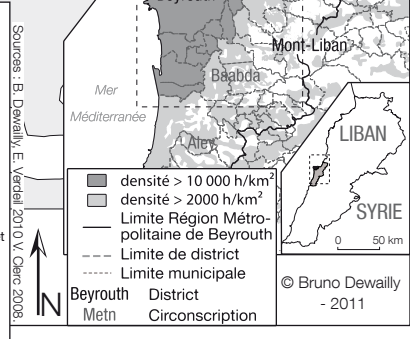 Beyrouth
Mont-Liban
Baabda
Mer
Méditerranée
Aley
LIBAN
SYRIE
0 50 km
densité > 10 000 h/km²
densité > 2000 h/km²
Limite Région Métro-
politaine de Beyrouth
Limite de district
Limite municipale
Beyrouth District
Metn Circonscription
N
© Bruno Dewailly
- 2011
Sources : B. Dewailly, E. Verdeil 2010 V. Clerc 2008.